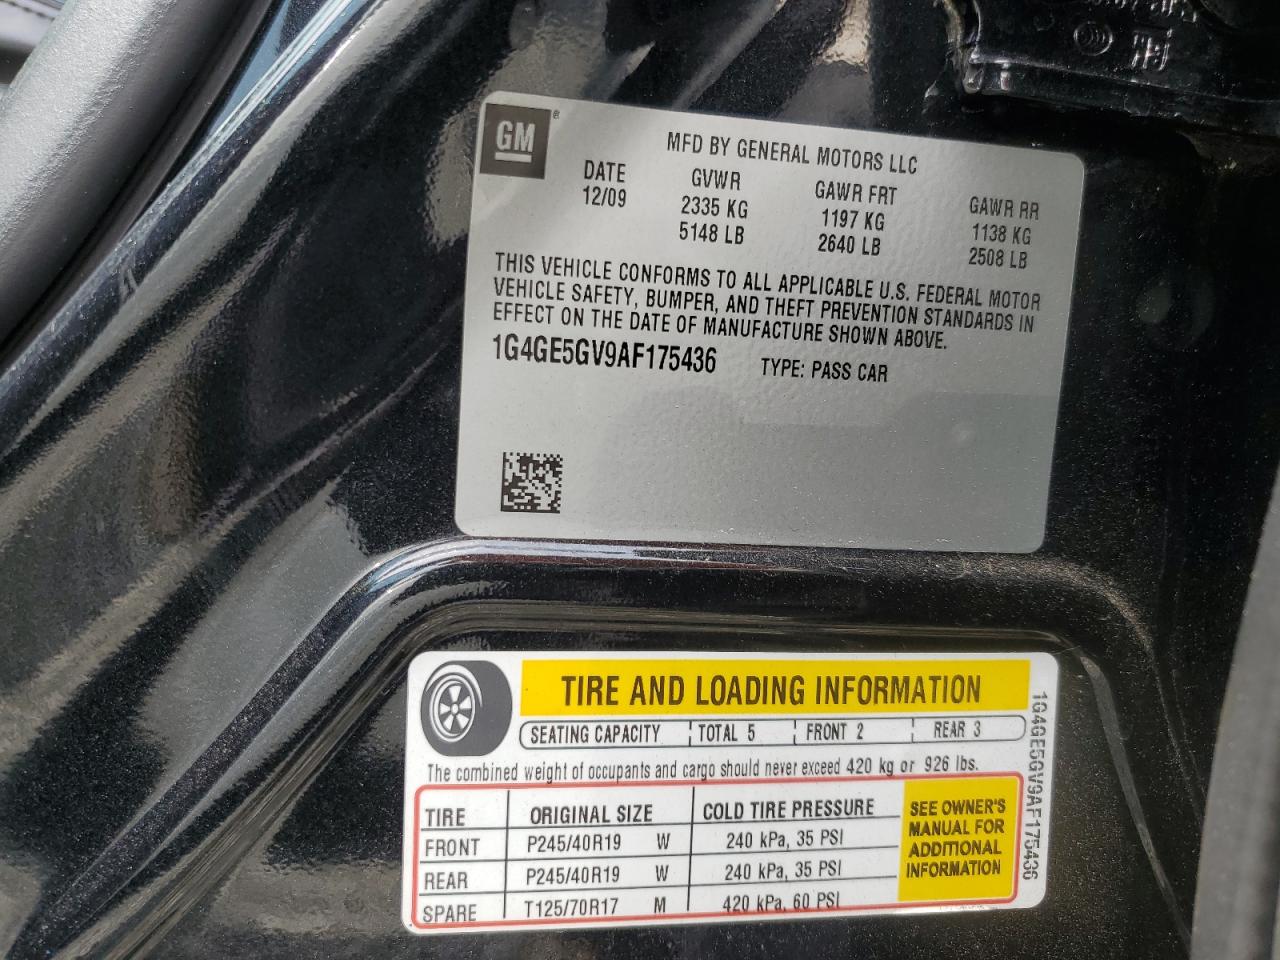 GM ®
MFD BY GENERAL MOTORS LLC
DATE GVWR GAWR FRT GAWR RR
12/09 2335 KG 1197 KG 1138 KG
5148 LB 2640 LB 2508 LB
THIS VEHICLE CONFORMS TO ALL APPLICABLE U.S. FEDERAL MOTOR
VEHICLE SAFETY, BUMPER, AND THEFT PREVENTION STANDARDS IN
EFFECT ON THE DATE OF MANUFACTURE SHOWN ABOVE.
1G4GE5GV9AF175436 TYPE: PASS CAR
TIRE AND LOADING INFORMATION
SEATING CAPACITY TOTAL 5 FRONT 2 REAR 3
The combined weight of occupants and cargo should never exceed 420 kg or 926 lbs.
TIRE ORIGINAL SIZE COLD TIRE PRESSURE
FRONT P245/40R19 W 240 kPa, 35 PSI
REAR P245/40R19 W 240 kPa, 35 PSI
SPARE T125/70R17 M 420 kPa, 60 PSI
SEE OWNER'S
MANUAL FOR
ADDITIONAL
INFORMATION
1G4GE5GV9AF175436